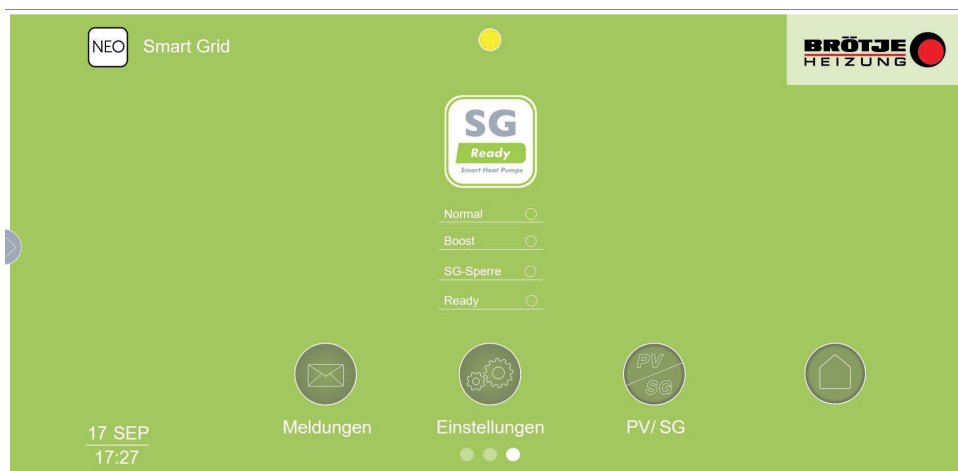 NEO
Smart Grid
BRÖTJE
HEIZUNG
SG
Ready
Smart Heat Pumps
Normal
Boost
SG-Sperre
Ready
PV
SG
Meldungen
Einstellungen
PV/ SG
17 SEP
17:27